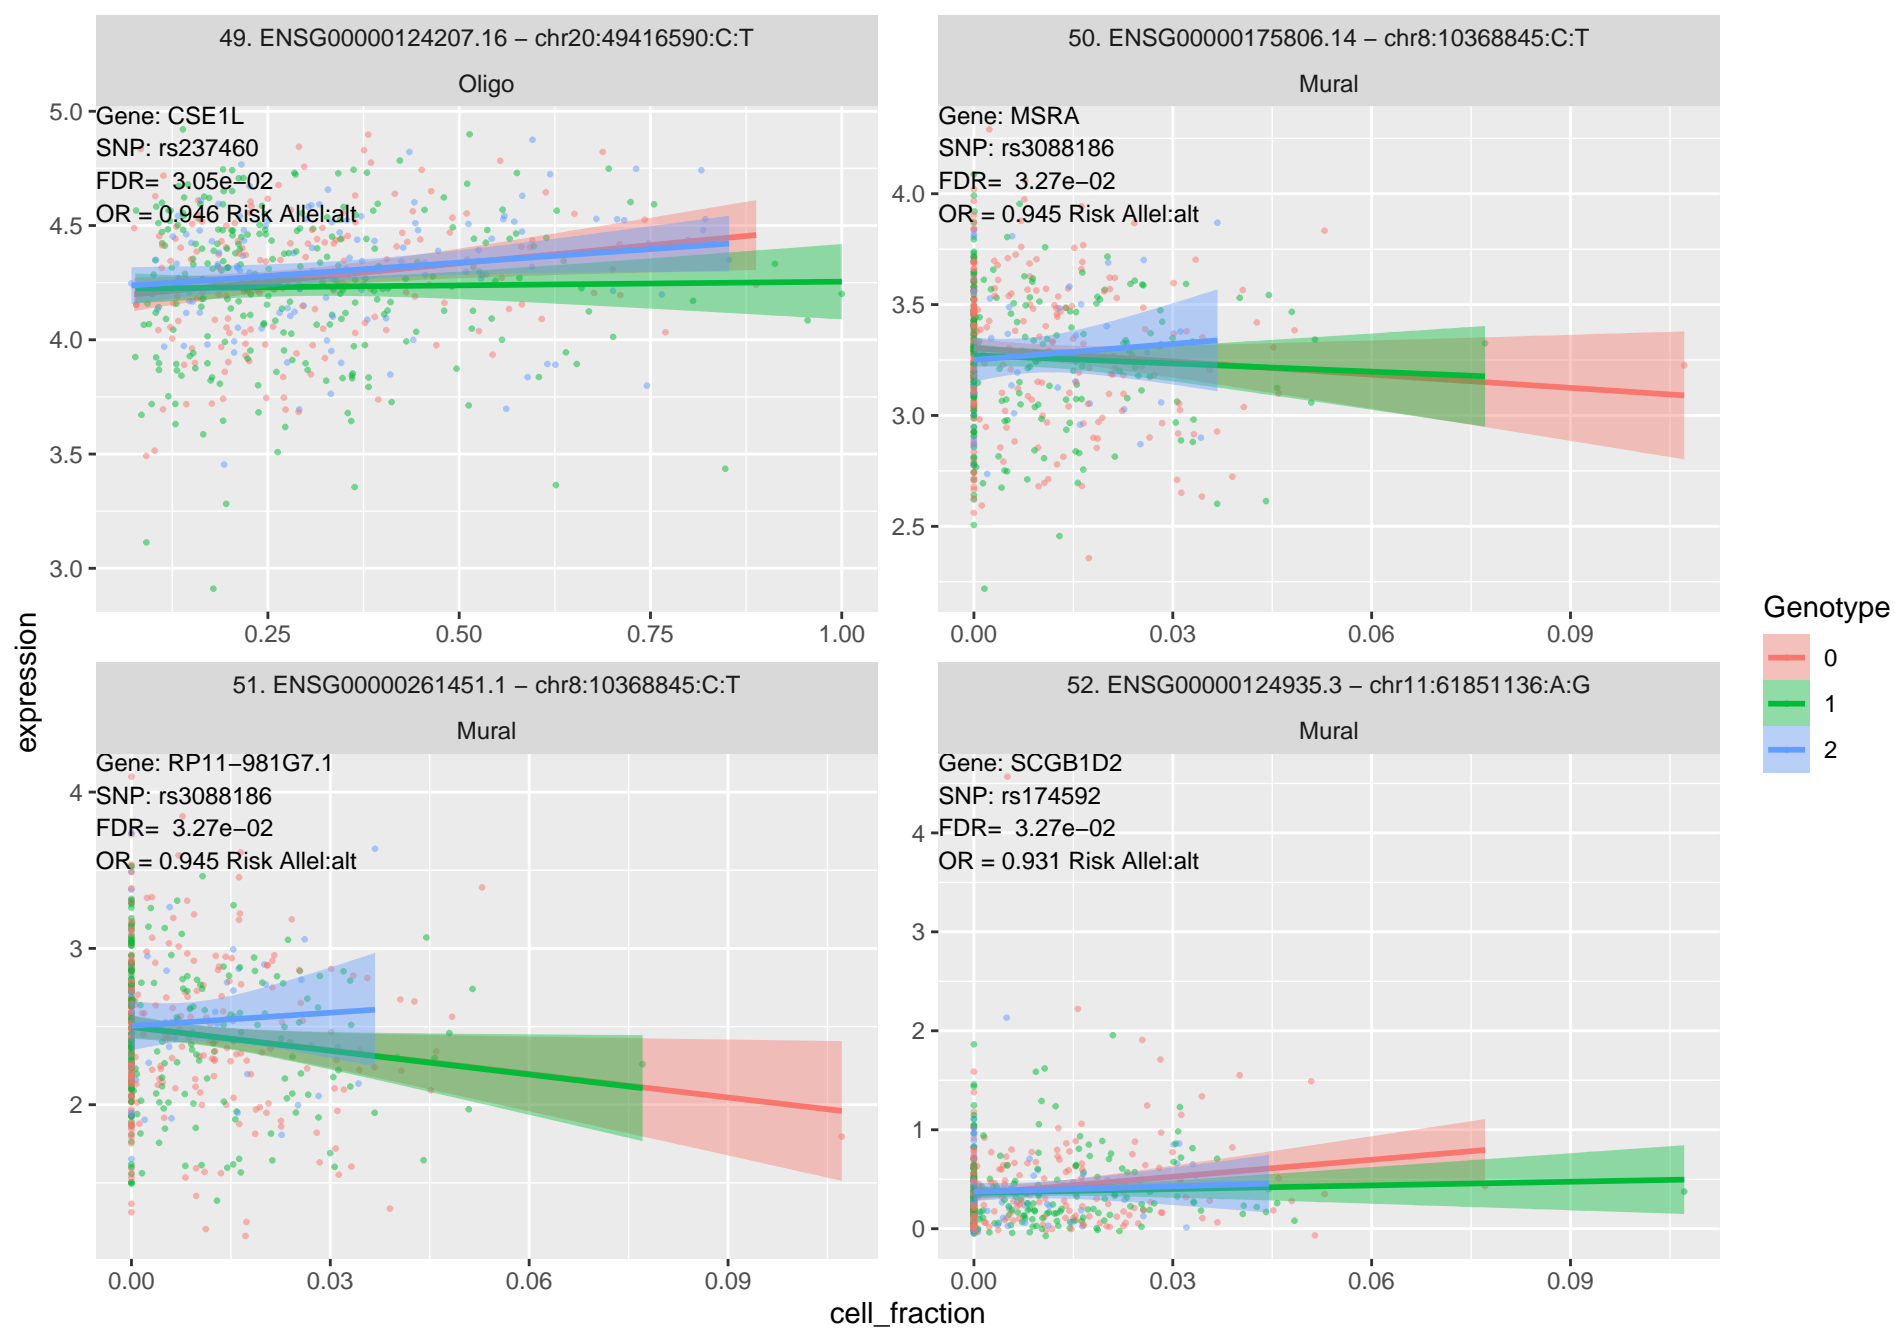 49. ENSG00000124207.16 − chr20:49416590:C:T
Oligo
Gene: CSE1L
SNP: rs237460
FDR=  3.05e−02
OR = 0.946 Risk Allel:alt
5.0
4.5
4.0
3.5
3.0
0.25 0.50 0.75 1.00
50. ENSG00000175806.14 − chr8:10368845:C:T
Mural
Gene: MSRA
SNP: rs3088186
FDR=  3.27e−02
OR = 0.945 Risk Allel:alt
4.0
3.5
3.0
2.5
0.00 0.03 0.06 0.09
51. ENSG00000261451.1 − chr8:10368845:C:T
Mural
Gene: RP11−981G7.1
SNP: rs3088186
FDR=  3.27e−02
OR = 0.945 Risk Allel:alt
4
3
2
0.00 0.03 0.06 0.09
52. ENSG00000124935.3 − chr11:61851136:A:G
Mural
Gene: SCGB1D2
SNP: rs174592
FDR=  3.27e−02
OR = 0.931 Risk Allel:alt
4
3
2
1
0
0.00 0.03 0.06 0.09
expression
cell_fraction
Genotype
0
1
2